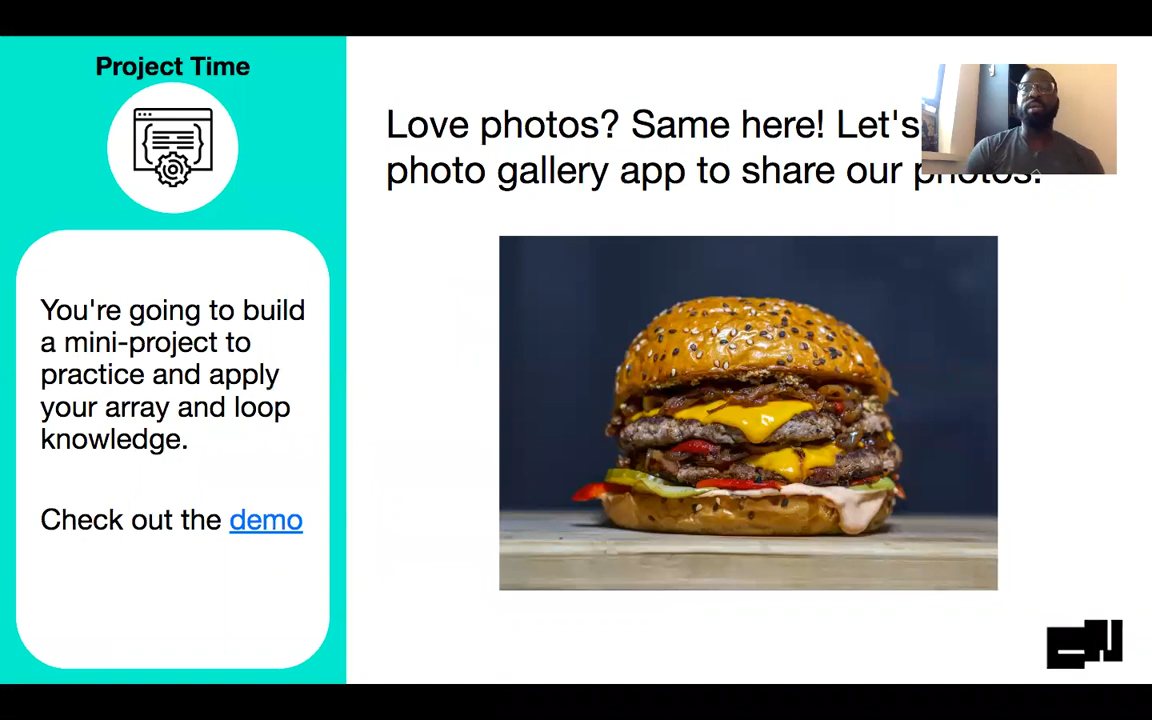 Project Time
You're going to build
a mini-project to
practice and apply
your array and loop
knowledge.
Check out the demo
Love photos? Same here! Let's
photo gallery app to share our photos!